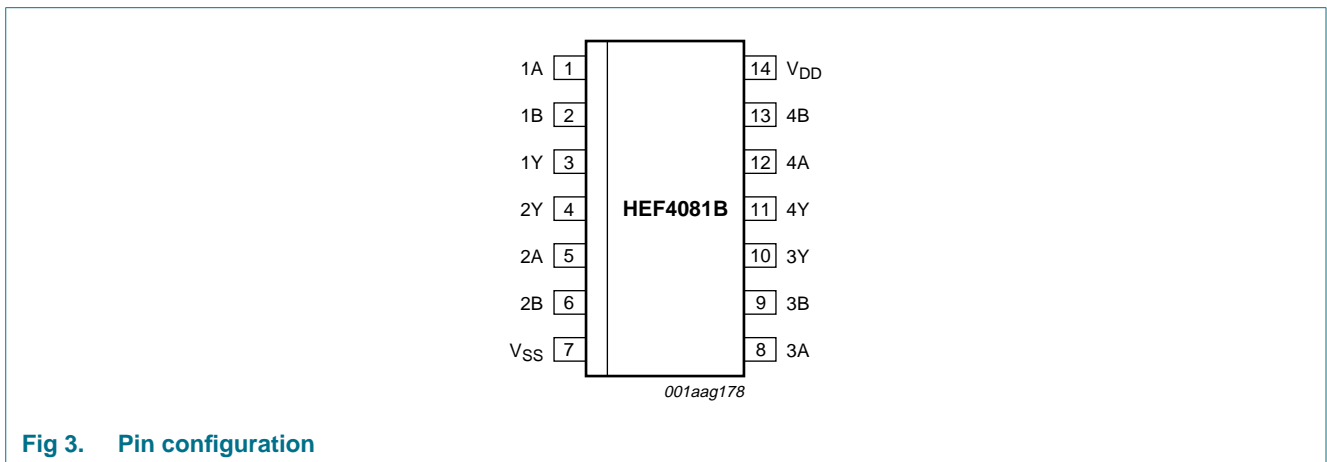 1A 1 14 VDD
1B 2 13 4B
1Y 3 12 4A
2Y 4 HEF4081B 11 4Y
2A 5 10 3Y
2B 6 9 3B
VSS 7 8 3A
001aag178
Fig 3. Pin configuration